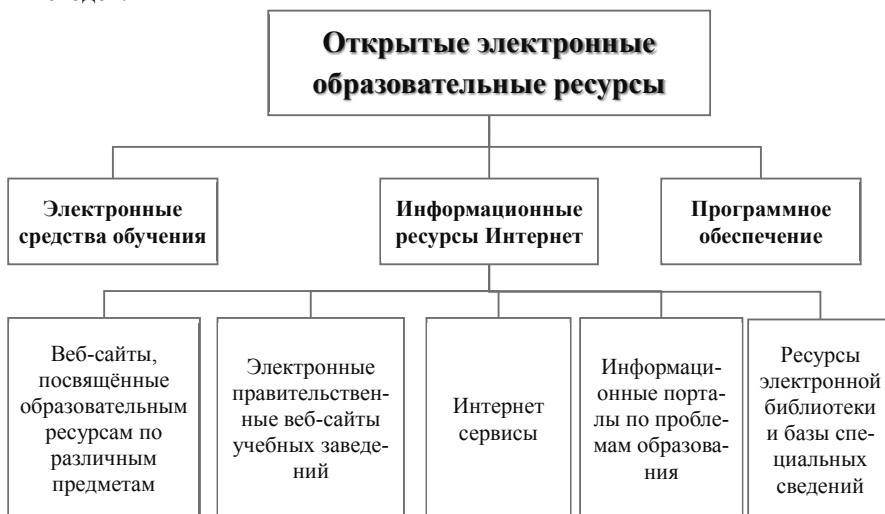 Открытые электронные
образовательные ресурсы
Электронные
средства обучения
Информационные
ресурсы Интернет
Программное
обеспечение
Веб-сайты,
посвящённые
образовательным
ресурсам по
различным
предметам
Электронные
правительствен-
ные веб-сайты
учебных заведе-
ний
Интернет
сервисы
Информаци-
онные порта-
лы по пробле-
мам образова-
ния
Ресурсы
электронной
библиотеки
и базы спе-
циальных
сведений